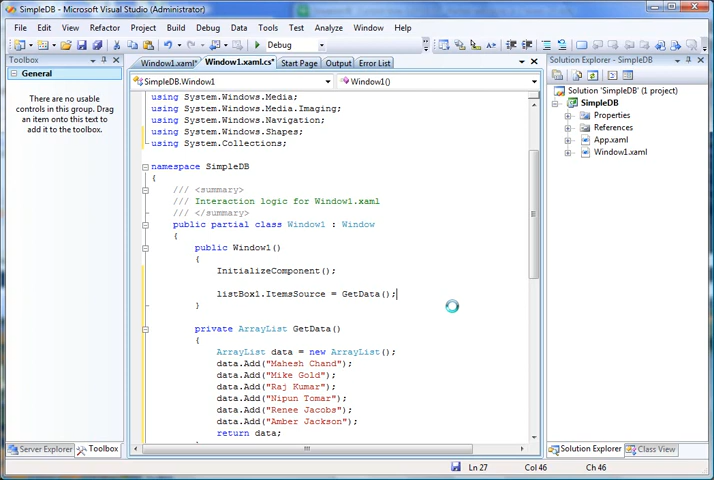 SimpleDB - Microsoft Visual Studio (Administrator)
File Edit View Refactor Project Build Debug Data Tools Test Analyze Window Help
Debug
Toolbox
General
There are no usable
controls in this group. Drag
an item onto this text to
add it to the toolbox.
Server Explorer Toolbox
Window1.xaml* Window1.xaml.cs* Start Page Output Error List
SimpleDB.Window1 Window1()
using System.Windows.Media;
using System.Windows.Media.Imaging;
using System.Windows.Navigation;
using System.Windows.Shapes;
using System.Collections;
namespace SimpleDB
{
/// <summary>
/// Interaction logic for Window1.xaml
/// </summary>
public partial class Window1 : Window
{
public Window1()
{
InitializeComponent();
listBox1.ItemsSource = GetData();
}
private ArrayList GetData()
{
ArrayList data = new ArrayList();
data.Add("Mahesh Chand");
data.Add("Mike Gold");
data.Add("Raj Kumar");
data.Add("Nipun Tomar");
data.Add("Renee Jacobs");
data.Add("Amber Jackson");
return data;
Solution Explorer - SimpleDB
Solution 'SimpleDB' (1 project)
SimpleDB
Properties
References
App.xaml
Window1.xaml
Solution Explorer Class View
Ln 27 Col 46 Ch 46